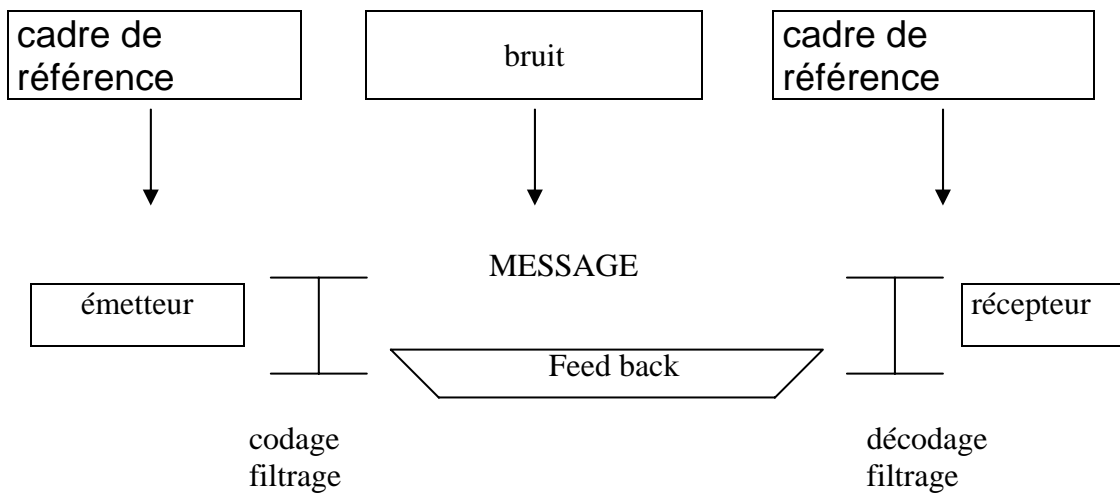 cadre de
référence
bruit
cadre de
référence
MESSAGE
émetteur
récepteur
Feed back
codage
filtrage
décodage
filtrage